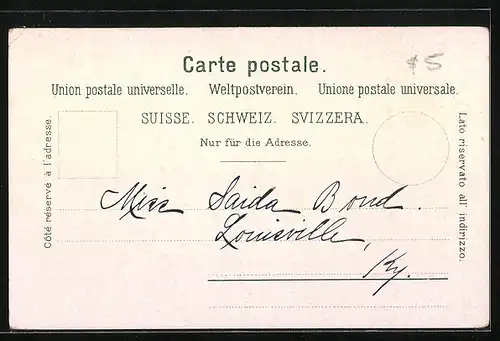 Carte postale.
$5
Union postale universelle. Weltpostverein. Unione postale universale.
SUISSE. SCHWEIZ. SVIZZERA.
Nur für die Adresse.
Côté réservé à l'adresse.
Lato riservato all' indirizzo.
Miss Saida Bond.
Louisville,
Ky.